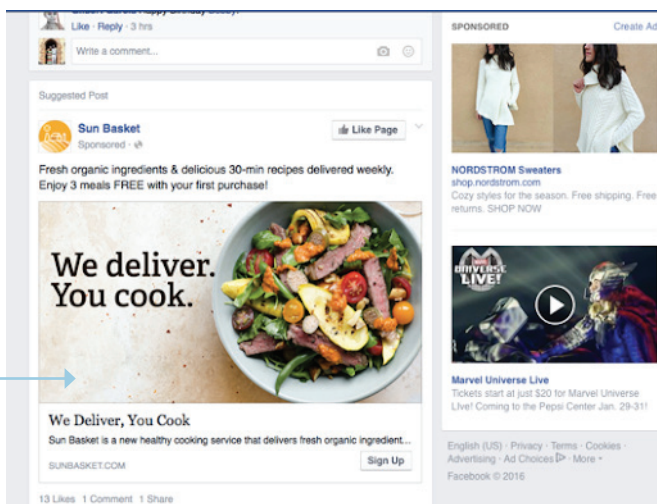 Happy Birthday
Like · Reply · 3 hrs
Write a comment...
Suggested Post
Sun Basket
Sponsored ·
Like Page
Fresh organic ingredients & delicious 30-min recipes delivered weekly.
Enjoy 3 meals FREE with your first purchase!
We deliver.
You cook.
We Deliver, You Cook
Sun Basket is a new healthy cooking service that delivers fresh organic ingredient...
SUNBASKET.COM
Sign Up
13 Likes 1 Comment 1 Share
SPONSORED
Create Ad
NORDSTROM Sweaters
shop.nordstrom.com
Cozy styles for the season. Free shipping. Free
returns. SHOP NOW
MARVEL
UNIVERSE
LIVE!
Marvel Universe Live
Tickets start at just $20 for Marvel Universe
LIve! Coming to the Pepsi Center Jan. 29-31!
English (US) · Privacy · Terms · Cookies ·
Advertising · Ad Choices · More
Facebook © 2016